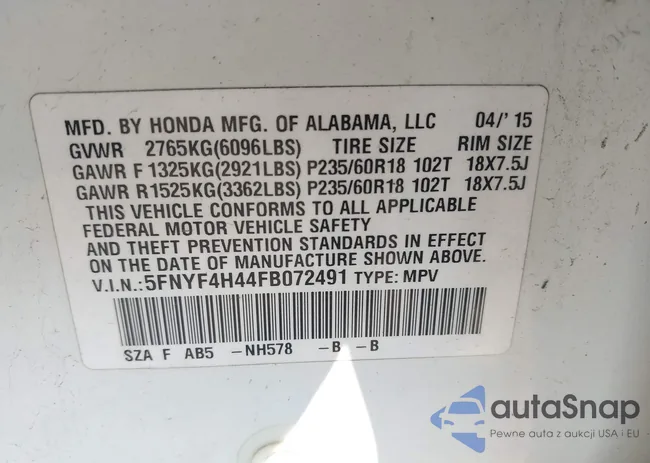 MFD. BY HONDA MFG. OF ALABAMA, LLC 04/'15
GVWR 2765KG(6096LBS) TIRE SIZE RIM SIZE
GAWR F 1325KG(2921LBS) P235/60R18 102T 18X7.5J
GAWR R1525KG(3362LBS) P235/60R18 102T 18X7.5J
THIS VEHICLE CONFORMS TO ALL APPLICABLE
FEDERAL MOTOR VEHICLE SAFETY
AND THEFT PREVENTION STANDARDS IN EFFECT
ON THE DATE OF MANUFACTURE SHOWN ABOVE.
V.I.N.:5FNYF4H44FB072491 TYPE: MPV
SZA F AB5 -NH578 -B -B
autoSnap
Pewne auta z aukcji USA i EU